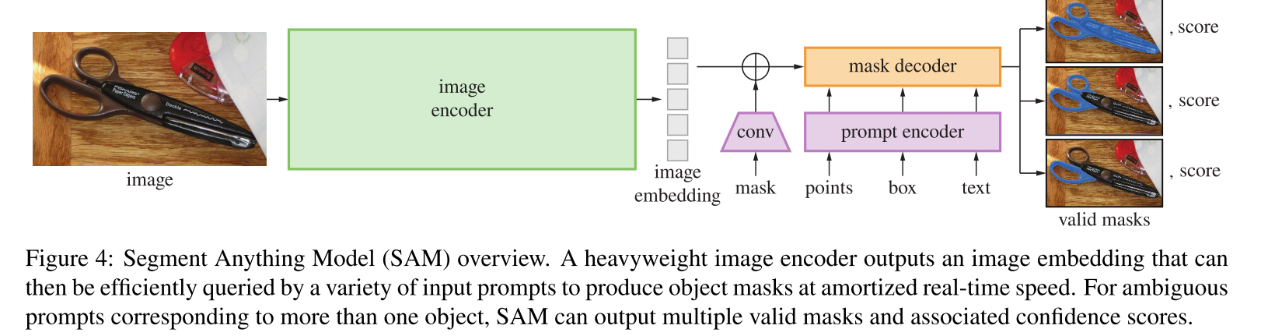 , score
image
encoder
mask decoder
, score
conv
prompt encoder
image
embedding
mask
points
box
text
, score
image
valid masks
Figure 4: Segment Anything Model (SAM) overview. A heavyweight image encoder outputs an image embedding that can
then be efficiently queried by a variety of input prompts to produce object masks at amortized real-time speed. For ambiguous
prompts corresponding to more than one object, SAM can output multiple valid masks and associated confidence scores.